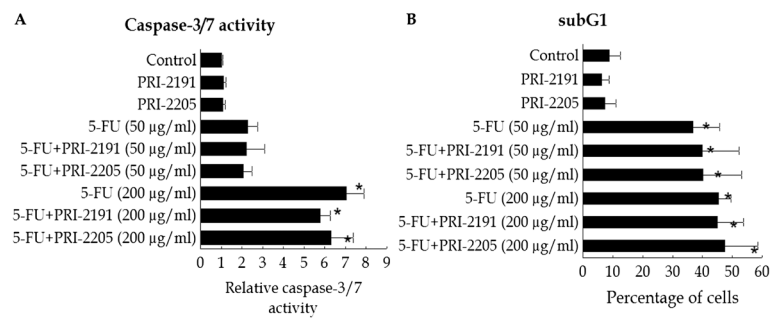 A
Caspase-3/7 activity
Control
PRI-2191
PRI-2205
5-FU (50 µg/ml)
5-FU+PRI-2191 (50 µg/ml)
5-FU+PRI-2205 (50 µg/ml)
5-FU (200 µg/ml)
5-FU+PRI-2191 (200 µg/ml)
5-FU+PRI-2205 (200 µg/ml)
* 
*
*
0 1 2 3 4 5 6 7 8 9
Relative caspase-3/7
activity
B
subG1
Control
PRI-2191
PRI-2205
5-FU (50 µg/ml)
5-FU+PRI-2191 (50 µg/ml)
5-FU+PRI-2205 (50 µg/ml)
5-FU (200 µg/ml)
5-FU+PRI-2191 (200 µg/ml)
5-FU+PRI-2205 (200 µg/ml)
*
*
*
*
*
*
0 10 20 30 40 50 60
Percentage of cells